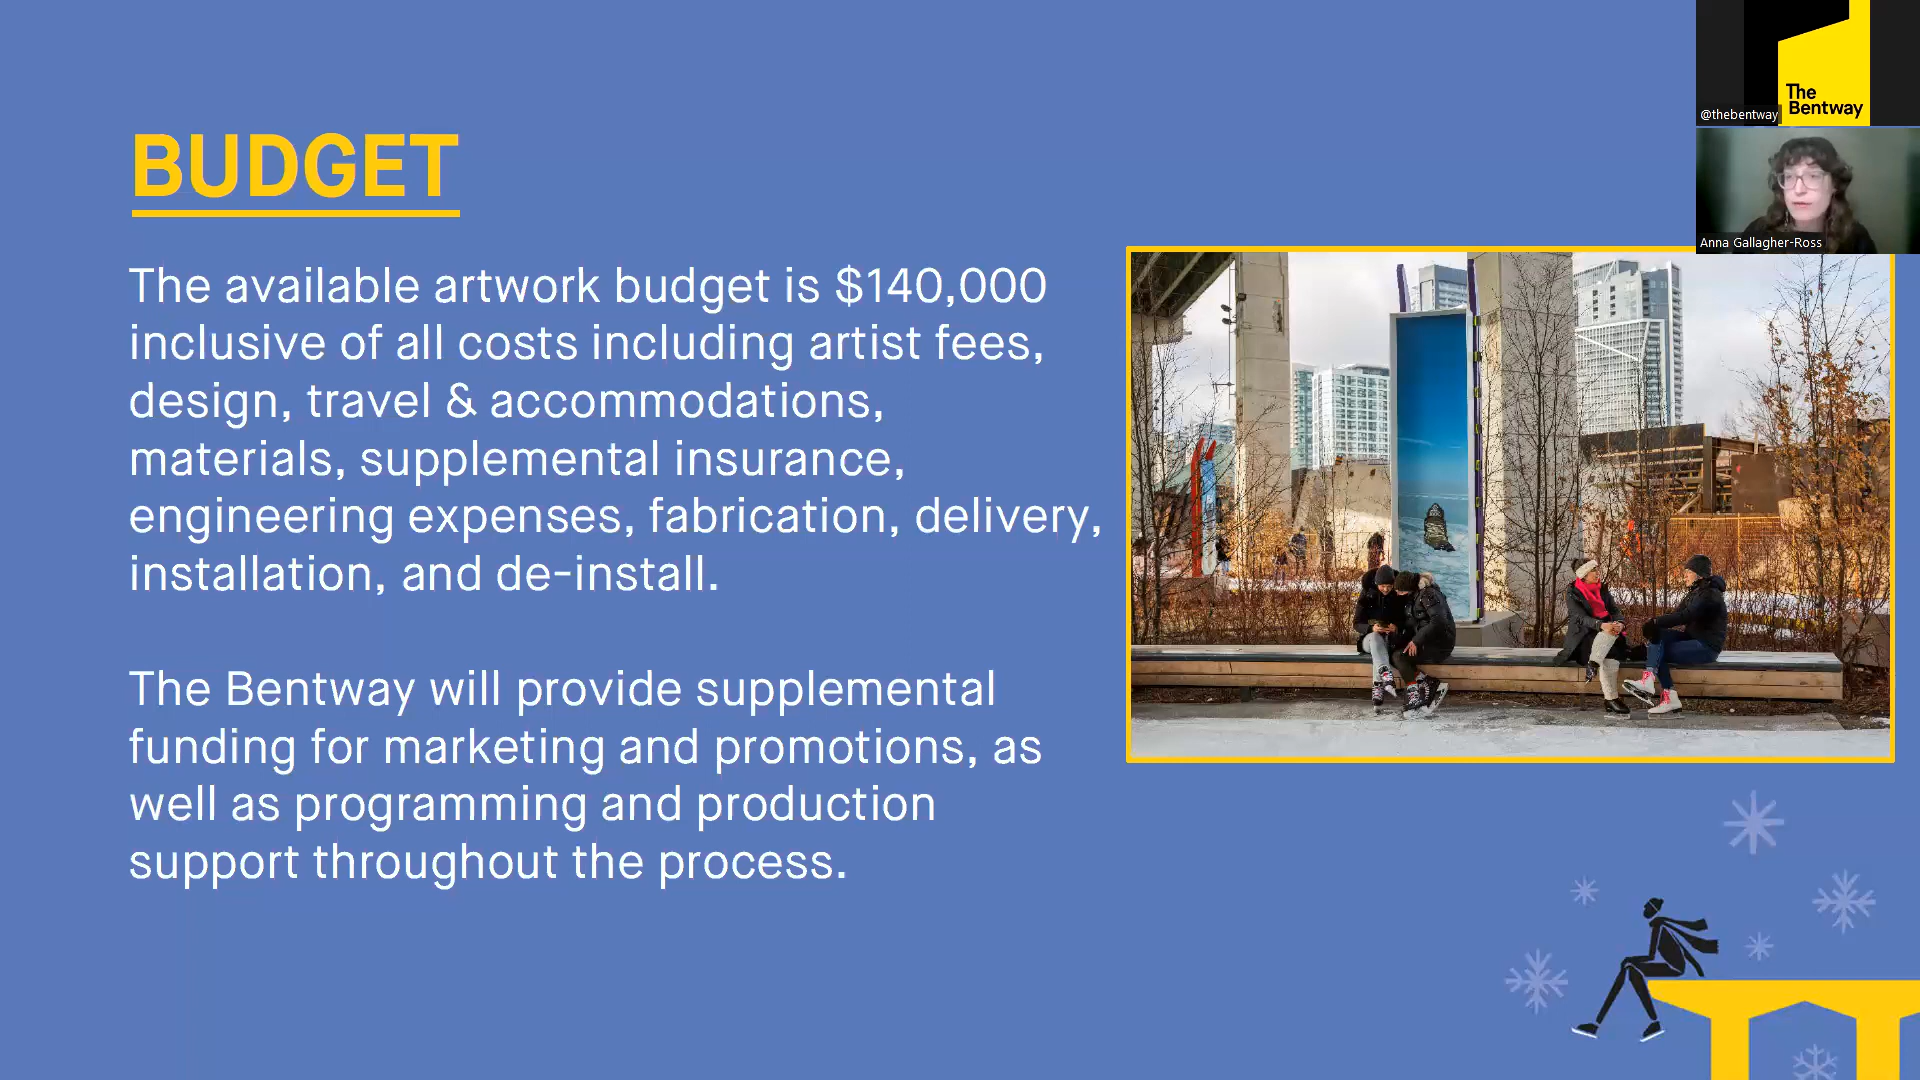 BUDGET
The available artwork budget is $140,000
inclusive of all costs including artist fees,
design, travel & accommodations,
materials, supplemental insurance,
engineering expenses, fabrication, delivery,
installation, and de-install.
The Bentway will provide supplemental
funding for marketing and promotions, as
well as programming and production
support throughout the process.
The
Bentway
@thebentway
Anna Gallagher-Ross